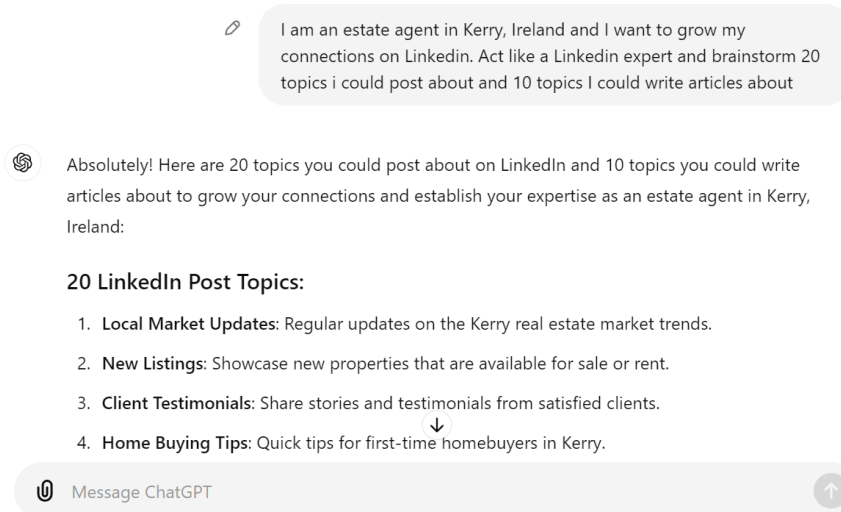 I am an estate agent in Kerry, Ireland and I want to grow my
connections on Linkedin. Act like a Linkedin expert and brainstorm 20
topics i could post about and 10 topics I could write articles about
Absolutely! Here are 20 topics you could post about on LinkedIn and 10 topics you could write
articles about to grow your connections and establish your expertise as an estate agent in Kerry,
Ireland:
20 LinkedIn Post Topics:
1. Local Market Updates: Regular updates on the Kerry real estate market trends.
2. New Listings: Showcase new properties that are available for sale or rent.
3. Client Testimonials: Share stories and testimonials from satisfied clients.
4. Home Buying Tips: Quick tips for first-time homebuyers in Kerry.
Message ChatGPT